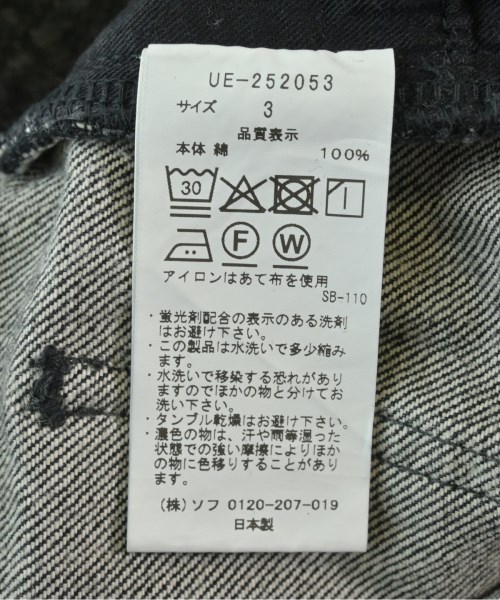 UE-252053
サイズ 3
品質表示
本体 綿 100%
30
F W
アイロンはあて布を使用
SB-110
・蛍光剤配合の表示のある洗剤
はお避け下さい。
・この製品は水洗いで多少縮み
ます。
・水洗いで移染する恐れがあり
ますのでほかの物と分けてお
洗い下さい。
・タンブル乾燥はお避け下さい。
・濃色の物は、汗や雨等湿った
状態での強い摩擦によりほか
の物に色移りすることがあり
ます。
(株)ソフ 0120-207-019
日本製